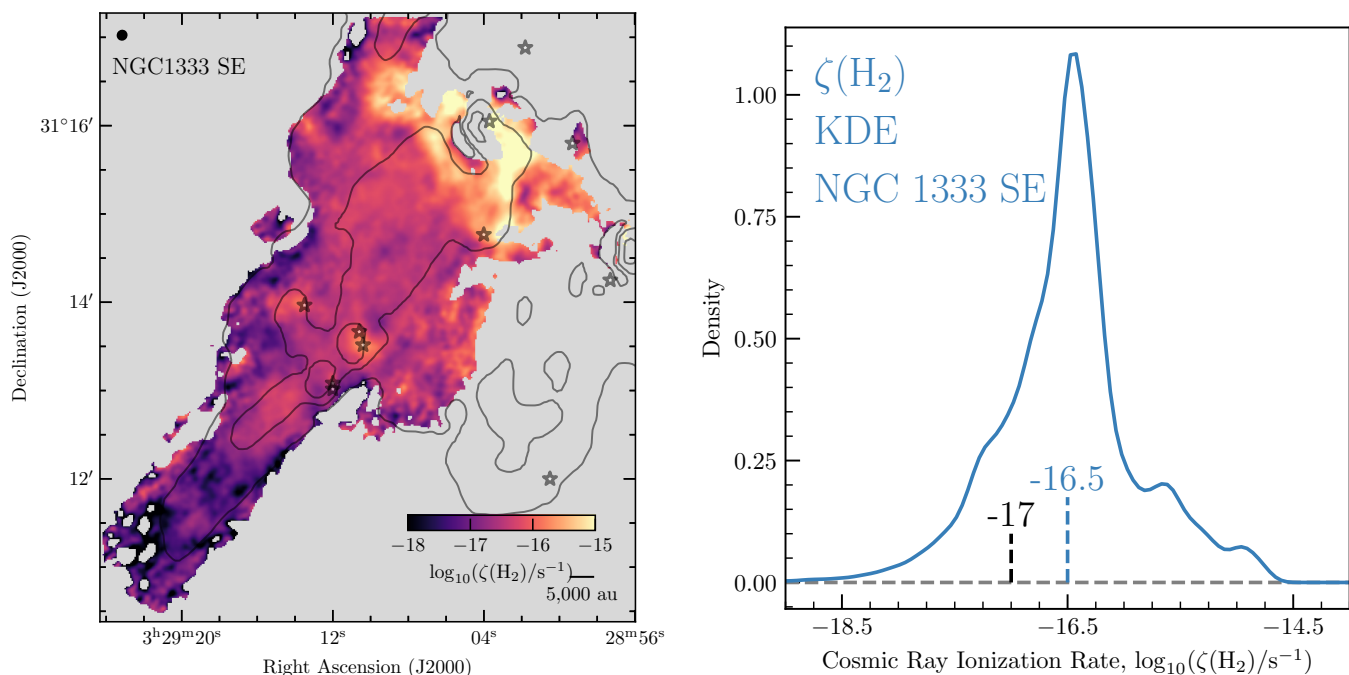 NGC1333 SE
31°16′
14′
12′
Declination (J2000)
−18 −17 −16 −15
log₁₀(ζ(H₂)/s⁻¹)
5,000 au
3ʰ29ᵐ20ˢ 12ˢ 04ˢ 28ᵐ56ˢ
Right Ascension (J2000)
ζ(H₂)
KDE
NGC 1333 SE
1.00
0.75
0.50
0.25
0.00
Density
-16.5
-17
−18.5 −16.5 −14.5
Cosmic Ray Ionization Rate, log₁₀(ζ(H₂)/s⁻¹)